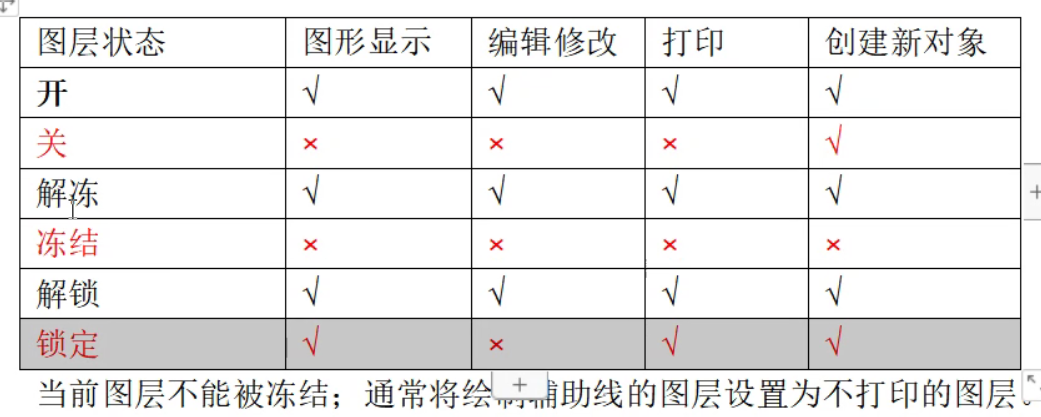 图层状态 图形显示 编辑修改 打印 创建新对象
开 √ √ √ √
关 × × × √
解冻 √ √ √ √
冻结 × × × ×
解锁 √ √ √ √
锁定 √ × √ √
当前图层不能被冻结；通常将绘制辅助线的图层设置为不打印的图层。